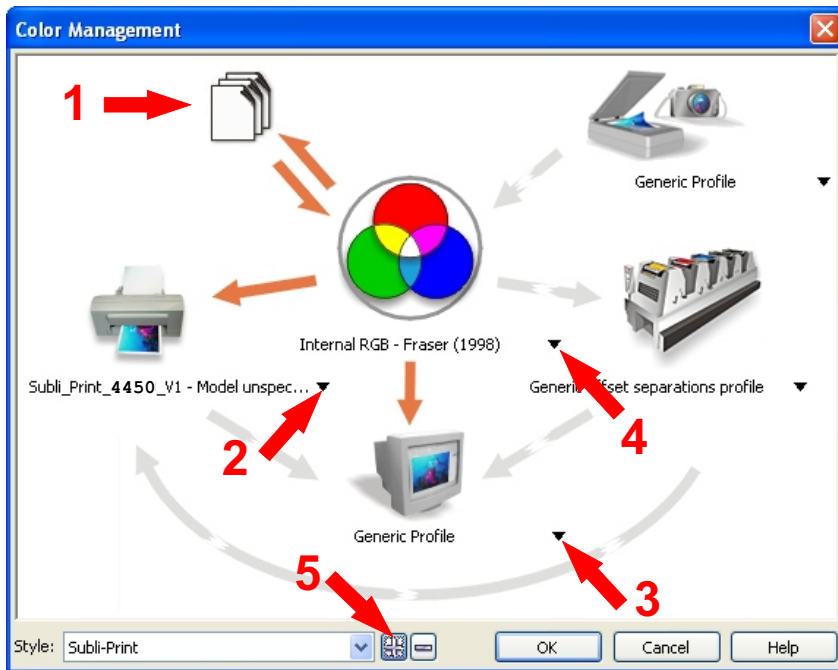 Color Management
1
Generic Profile
Internal RGB - Fraser (1998)
Subli_Print_4450_V1 - Model unspec...
Generic offset separations profile
2
4
Generic Profile
5
3
Style:
Subli-Print
OK
Cancel
Help